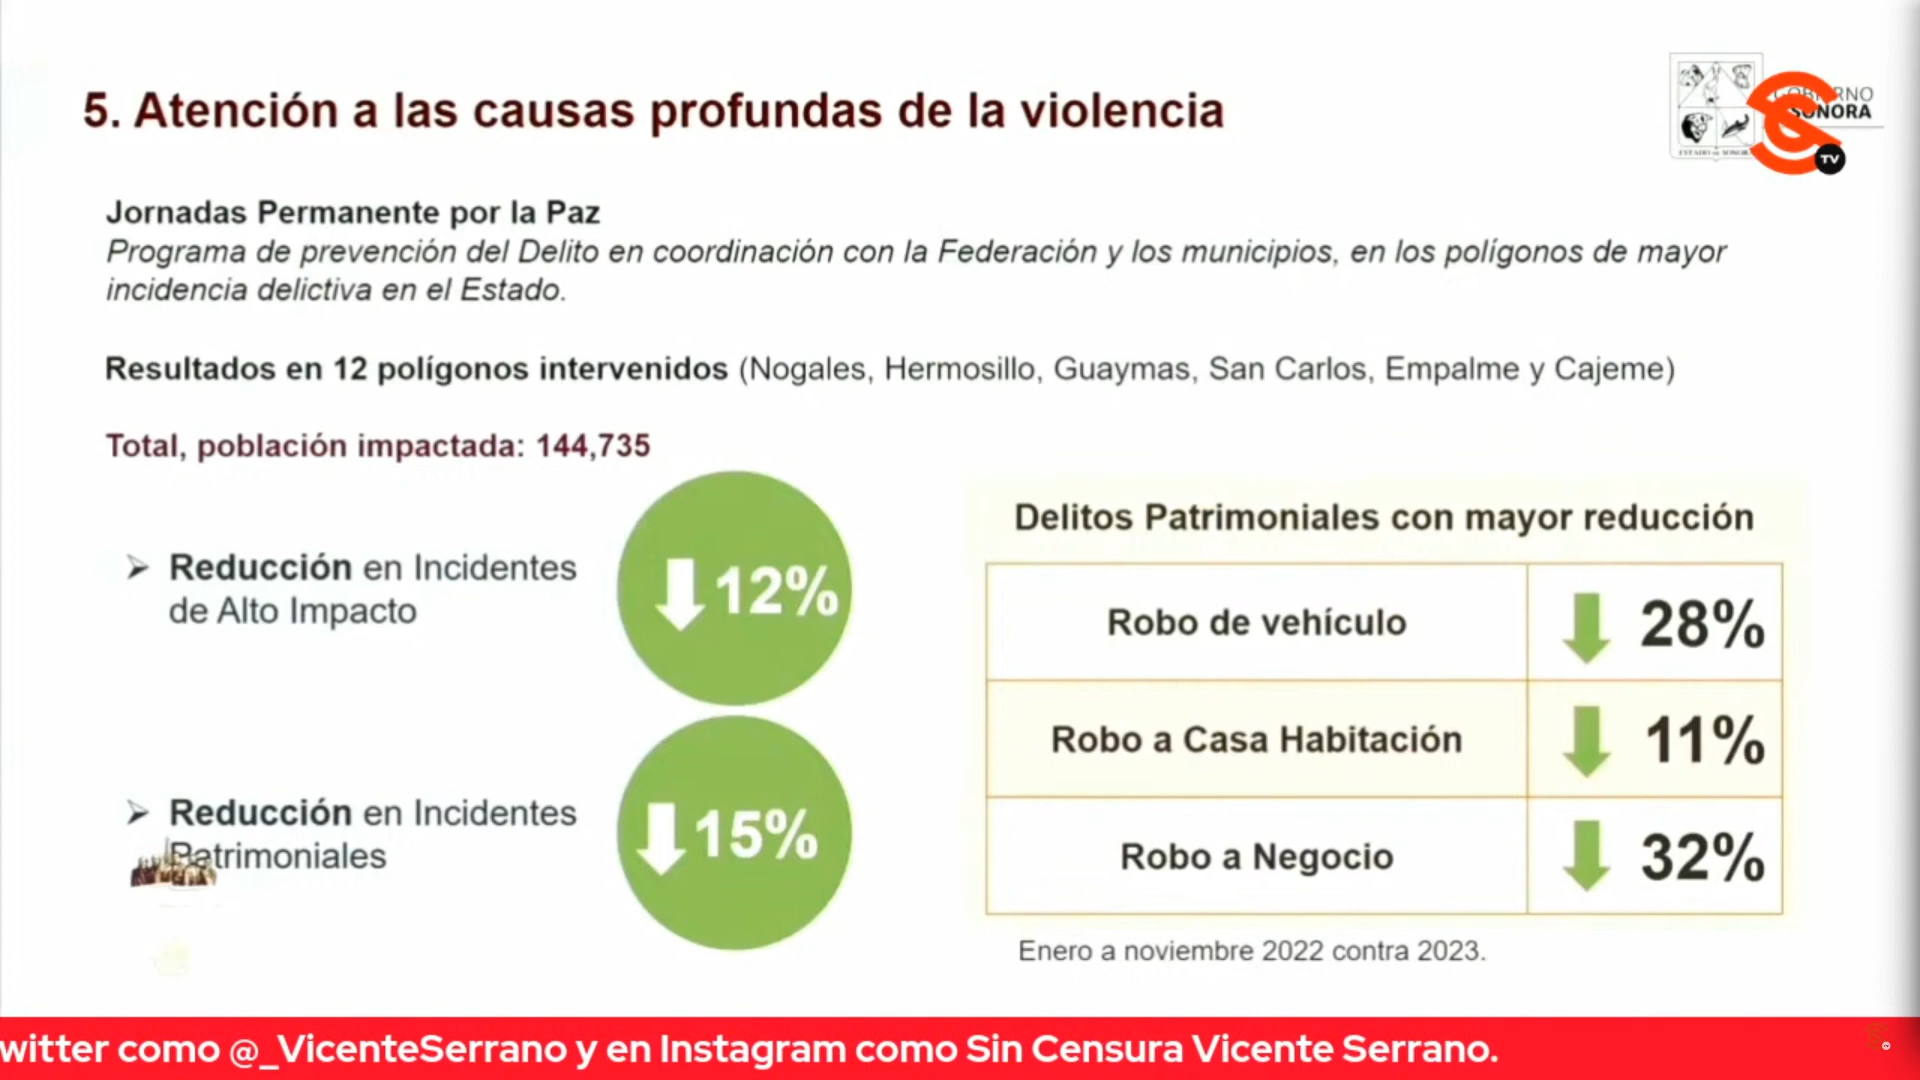 5. Atención a las causas profundas de la violencia
SONORA
TV
Jornadas Permanente por la Paz
Programa de prevención del Delito en coordinación con la Federación y los municipios, en los polígonos de mayor
incidencia delictiva en el Estado.
Resultados en 12 polígonos intervenidos (Nogales, Hermosillo, Guaymas, San Carlos, Empalme y Cajeme)
Total, población impactada: 144,735
Reducción en Incidentes
de Alto Impacto
12%
Reducción en Incidentes
Patrimoniales
15%
Delitos Patrimoniales con mayor reducción
Robo de vehículo 28%
Robo a Casa Habitación 11%
Robo a Negocio 32%
Enero a noviembre 2022 contra 2023.
witter como @_VicenteSerrano y en Instagram como Sin Censura Vicente Serrano.